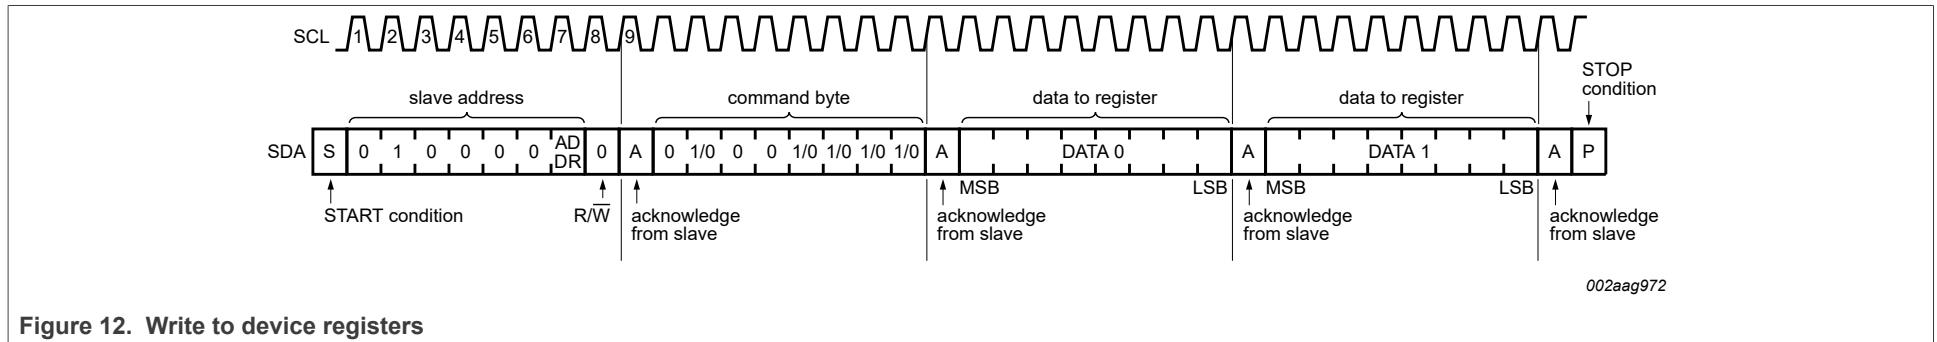 SCL 1 2 3 4 5 6 7 8 9
STOP
condition
slave address command byte data to register data to register
SDA S 0 1 0 0 0 0 AD DR 0 A 0 1/0 0 0 1/0 1/0 1/0 1/0 A DATA 0 A DATA 1 A P
MSB LSB MSB LSB
START condition R/W̅ acknowledge acknowledge acknowledge acknowledge
from slave from slave from slave from slave
002aag972
Figure 12. Write to device registers